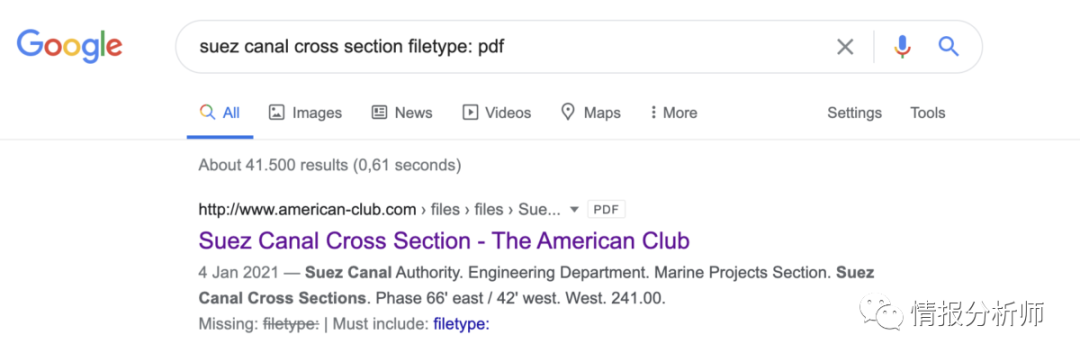 Google
suez canal cross section filetype: pdf
All Images News Videos Maps More Settings Tools
About 41.500 results (0,61 seconds)
http://www.american-club.com › files › files › Sue... PDF
Suez Canal Cross Section - The American Club
4 Jan 2021 — Suez Canal Authority. Engineering Department. Marine Projects Section. Suez
Canal Cross Sections. Phase 66' east / 42' west. West. 241.00.
Missing: filetype: | Must include: filetype:
情报分析师